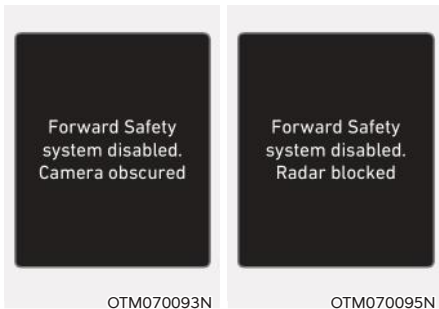 Forward Safety
system disabled.
Camera obscured
OTM070093N
Forward Safety
system disabled.
Radar blocked
OTM070095N